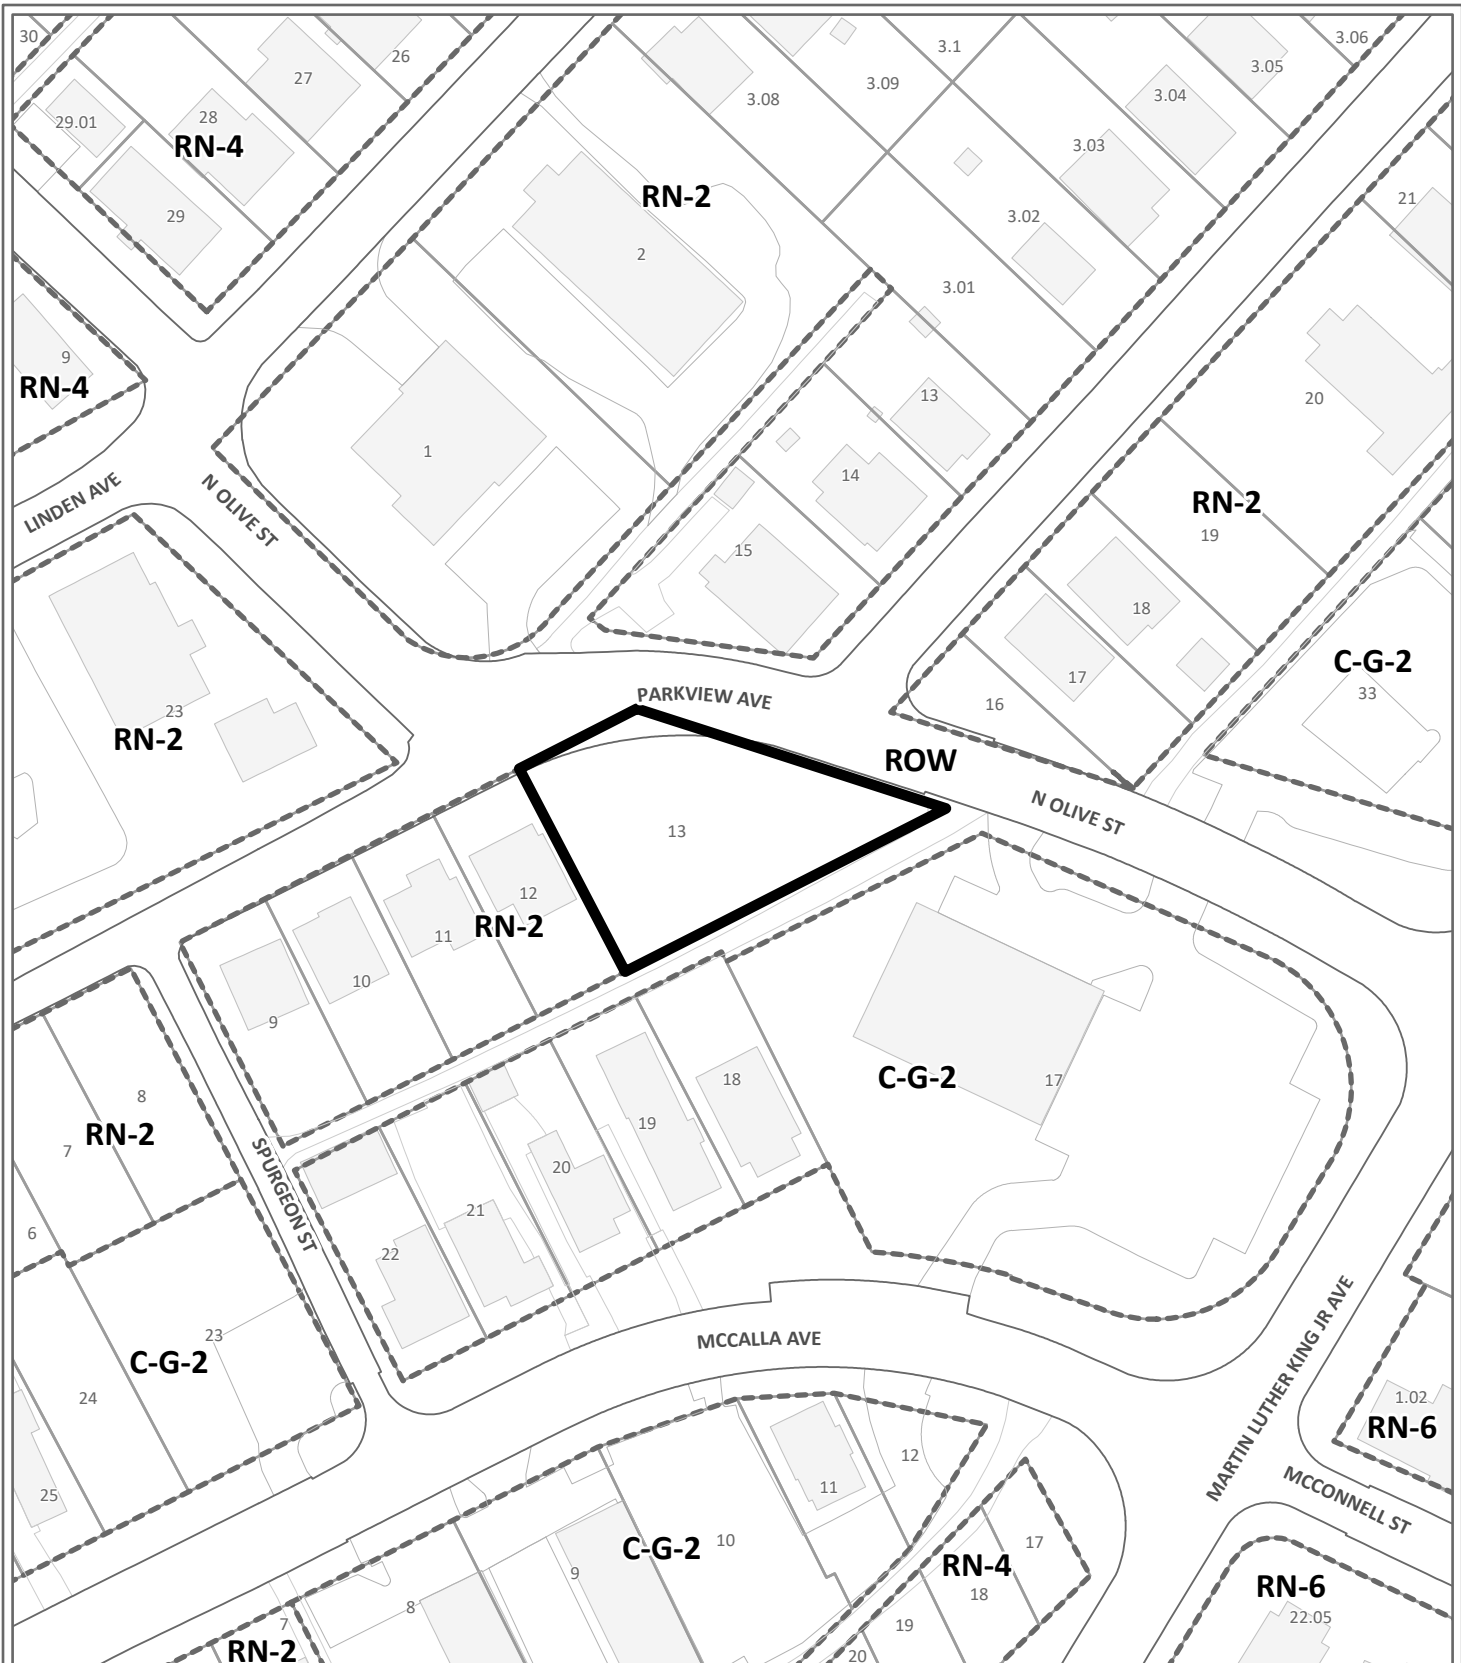 30
26
27
3.1
3.06
3.05
3.09
3.08
3.04
29.01
28
RN-4
3.03
RN-2
21
29
3.02
2
3.01
9
RN-4
13
20
1
14
LINDEN AVE
N OLIVE ST
RN-2
19
15
18
C-G-2
17
33
PARKVIEW AVE
16
23
RN-2
ROW
N OLIVE ST
13
12
RN-2
11
10
9
C-G-2
17
18
8
19
RN-2
7
SPURGEON ST
20
21
6
22
23
MCCALLA AVE
C-G-2
MARTIN LUTHER KING JR AVE
24
1.02
RN-6
12
11
25
MCCONNELL ST
C-G-2
10
17
RN-4
9
RN-6
18
8
22.05
7
19
RN-2
20